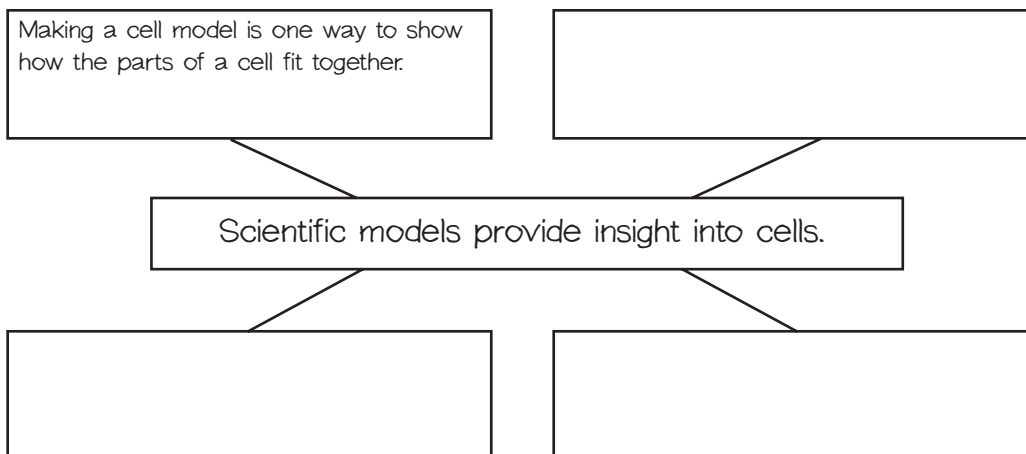 Making a cell model is one way to show
how the parts of a cell fit together.
Scientific models provide insight into cells.